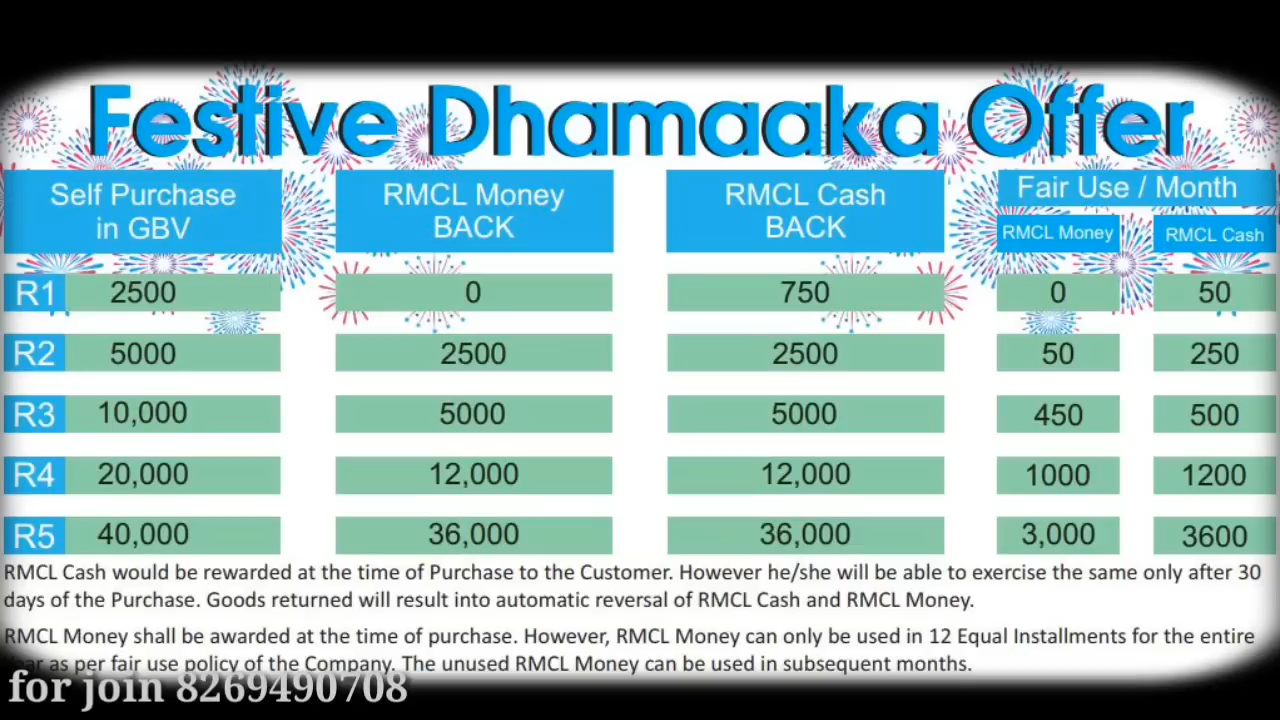 Festive Dhamaaka Offer
Self Purchase in GBV
RMCL Money BACK
RMCL Cash BACK
Fair Use / Month
RMCL Money RMCL Cash
R1 2500 0 750 0 50
R2 5000 2500 2500 50 250
R3 10,000 5000 5000 450 500
R4 20,000 12,000 12,000 1000 1200
R5 40,000 36,000 36,000 3,000 3600
RMCL Cash would be rewarded at the time of Purchase to the Customer. However he/she will be able to exercise the same only after 30
days of the Purchase. Goods returned will result into automatic reversal of RMCL Cash and RMCL Money.
RMCL Money shall be awarded at the time of purchase. However, RMCL Money can only be used in 12 Equal Installments for the entire
as per fair use policy of the Company. The unused RMCL Money can be used in subsequent months.
for join 8269490708